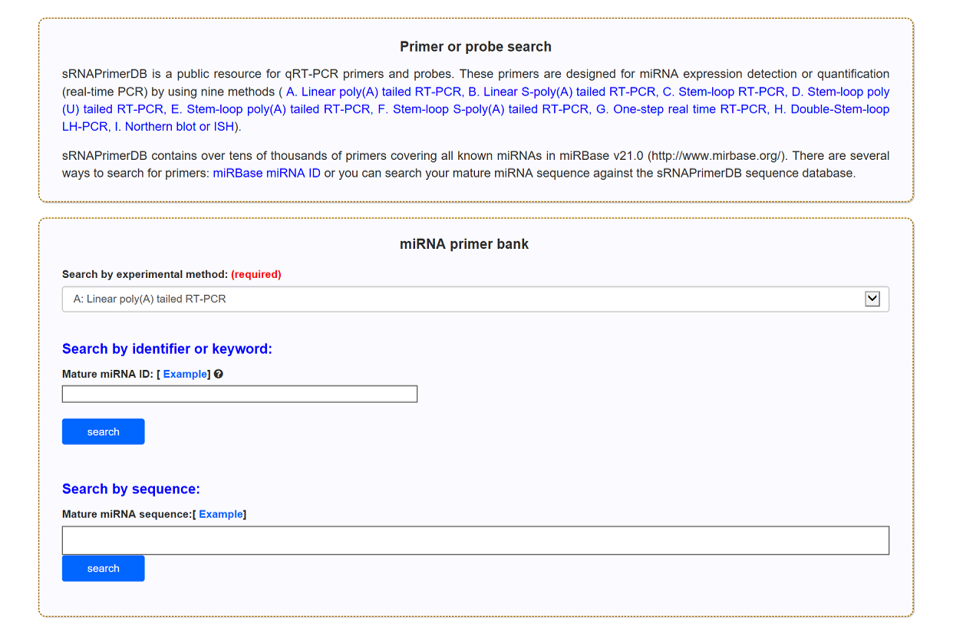 Primer or probe search
sRNAPrimerDB is a public resource for qRT-PCR primers and probes. These primers are designed for miRNA expression detection or quantification
(real-time PCR) by using nine methods ( A. Linear poly(A) tailed RT-PCR, B. Linear S-poly(A) tailed RT-PCR, C. Stem-loop RT-PCR, D. Stem-loop poly
(U) tailed RT-PCR, E. Stem-loop poly(A) tailed RT-PCR, F. Stem-loop S-poly(A) tailed RT-PCR, G. One-step real time RT-PCR, H. Double-Stem-loop
LH-PCR, I. Northern blot or ISH).
sRNAPrimerDB contains over tens of thousands of primers covering all known miRNAs in miRBase v21.0 (http://www.mirbase.org/). There are several
ways to search for primers: miRBase miRNA ID or you can search your mature miRNA sequence against the sRNAPrimerDB sequence database.
miRNA primer bank
Search by experimental method: (required)
A: Linear poly(A) tailed RT-PCR
Search by identifier or keyword:
Mature miRNA ID: [ Example] ?
search
Search by sequence:
Mature miRNA sequence:[ Example]
search